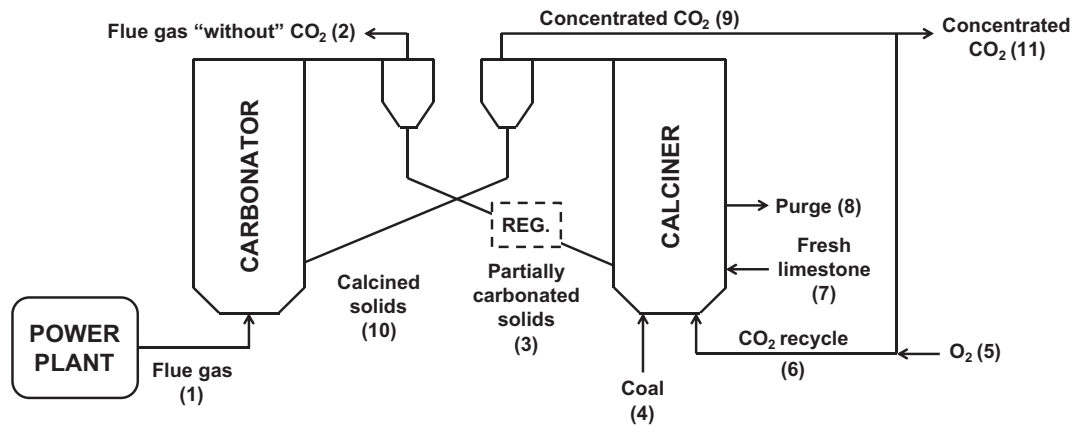 Flue gas “without” CO₂ (2)
Concentrated CO₂ (9)
Concentrated
CO₂ (11)
CARBONATOR
CALCINER
REG.
Purge (8)
Fresh
limestone
(7)
Calcined
solids
(10)
Partially
carbonated
solids
(3)
POWER
PLANT
Flue gas
(1)
CO₂ recycle
(6)
O₂ (5)
Coal
(4)